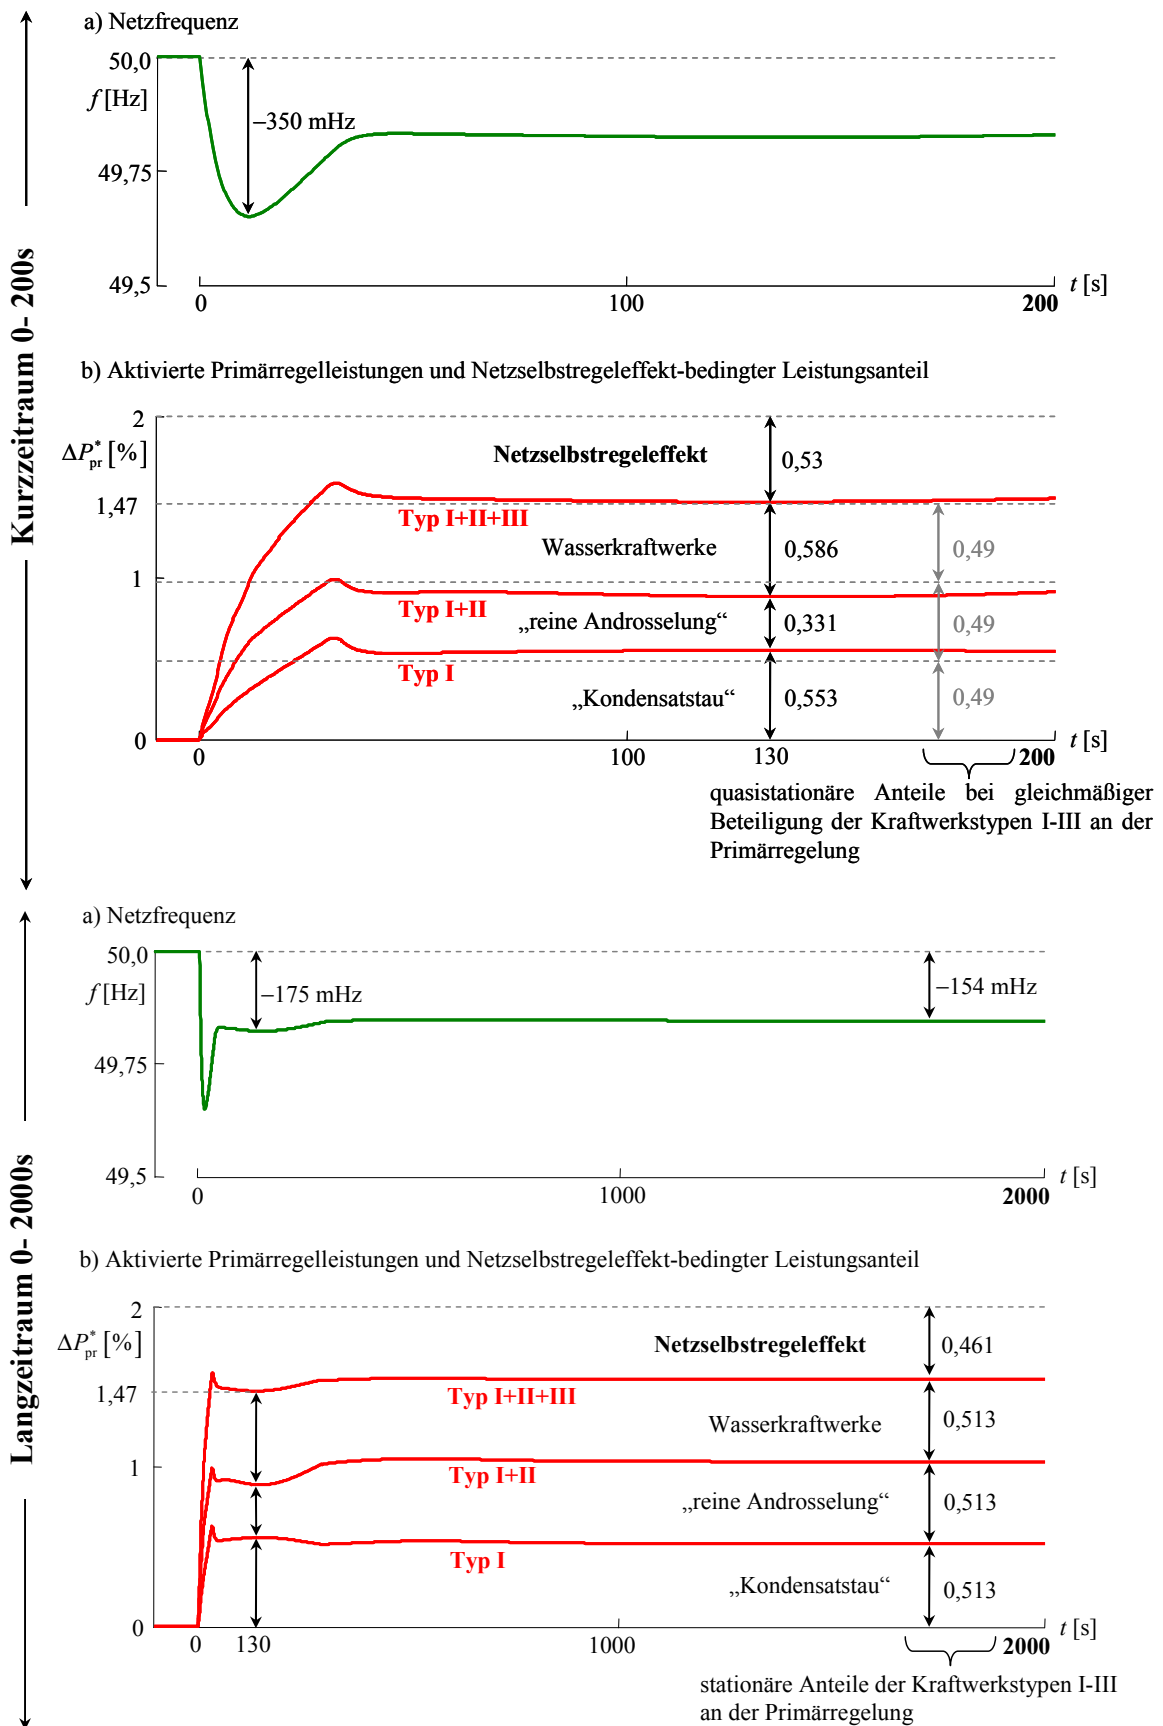 Kurzzeitraum 0- 200s
a) Netzfrequenz
50,0
f [Hz]
–350 mHz
49,75
49,5
0
100
200
t [s]
b) Aktivierte Primärregelleistungen und Netzselbstregeleffekt-bedingter Leistungsanteil
2
ΔP*pr [%]
Netzselbstregeleffekt
0,53
1,47
Typ I+II+III
Wasserkraftwerke
0,586
0,49
1
Typ I+II
„reine Androsselung“
0,331
0,49
Typ I
„Kondensatstau“
0,553
0,49
0
0
100
130
200
t [s]
quasistationäre Anteile bei gleichmäßiger
Beteiligung der Kraftwerkstypen I-III an der
Primärregelung
Langzeitraum 0- 2000s
a) Netzfrequenz
50,0
f [Hz]
–175 mHz
–154 mHz
49,75
49,5
0
1000
2000
t [s]
b) Aktivierte Primärregelleistungen und Netzselbstregeleffekt-bedingter Leistungsanteil
2
ΔP*pr [%]
Netzselbstregeleffekt
0,461
1,47
Typ I+II+III
Wasserkraftwerke
0,513
1
Typ I+II
„reine Androsselung“
0,513
Typ I
„Kondensatstau“
0,513
0
0
130
1000
2000
t [s]
stationäre Anteile der Kraftwerkstypen I-III
an der Primärregelung